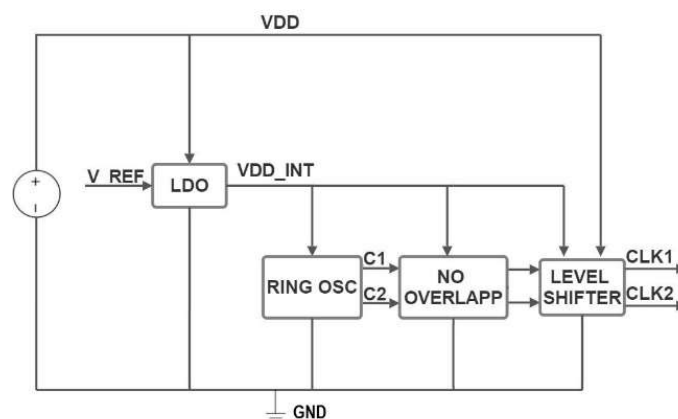 VDD
+
-
V_REF
LDO
VDD_INT
RING OSC
C1
C2
NO
OVERLAPP
LEVEL
SHIFTER
CLK1
CLK2
GND